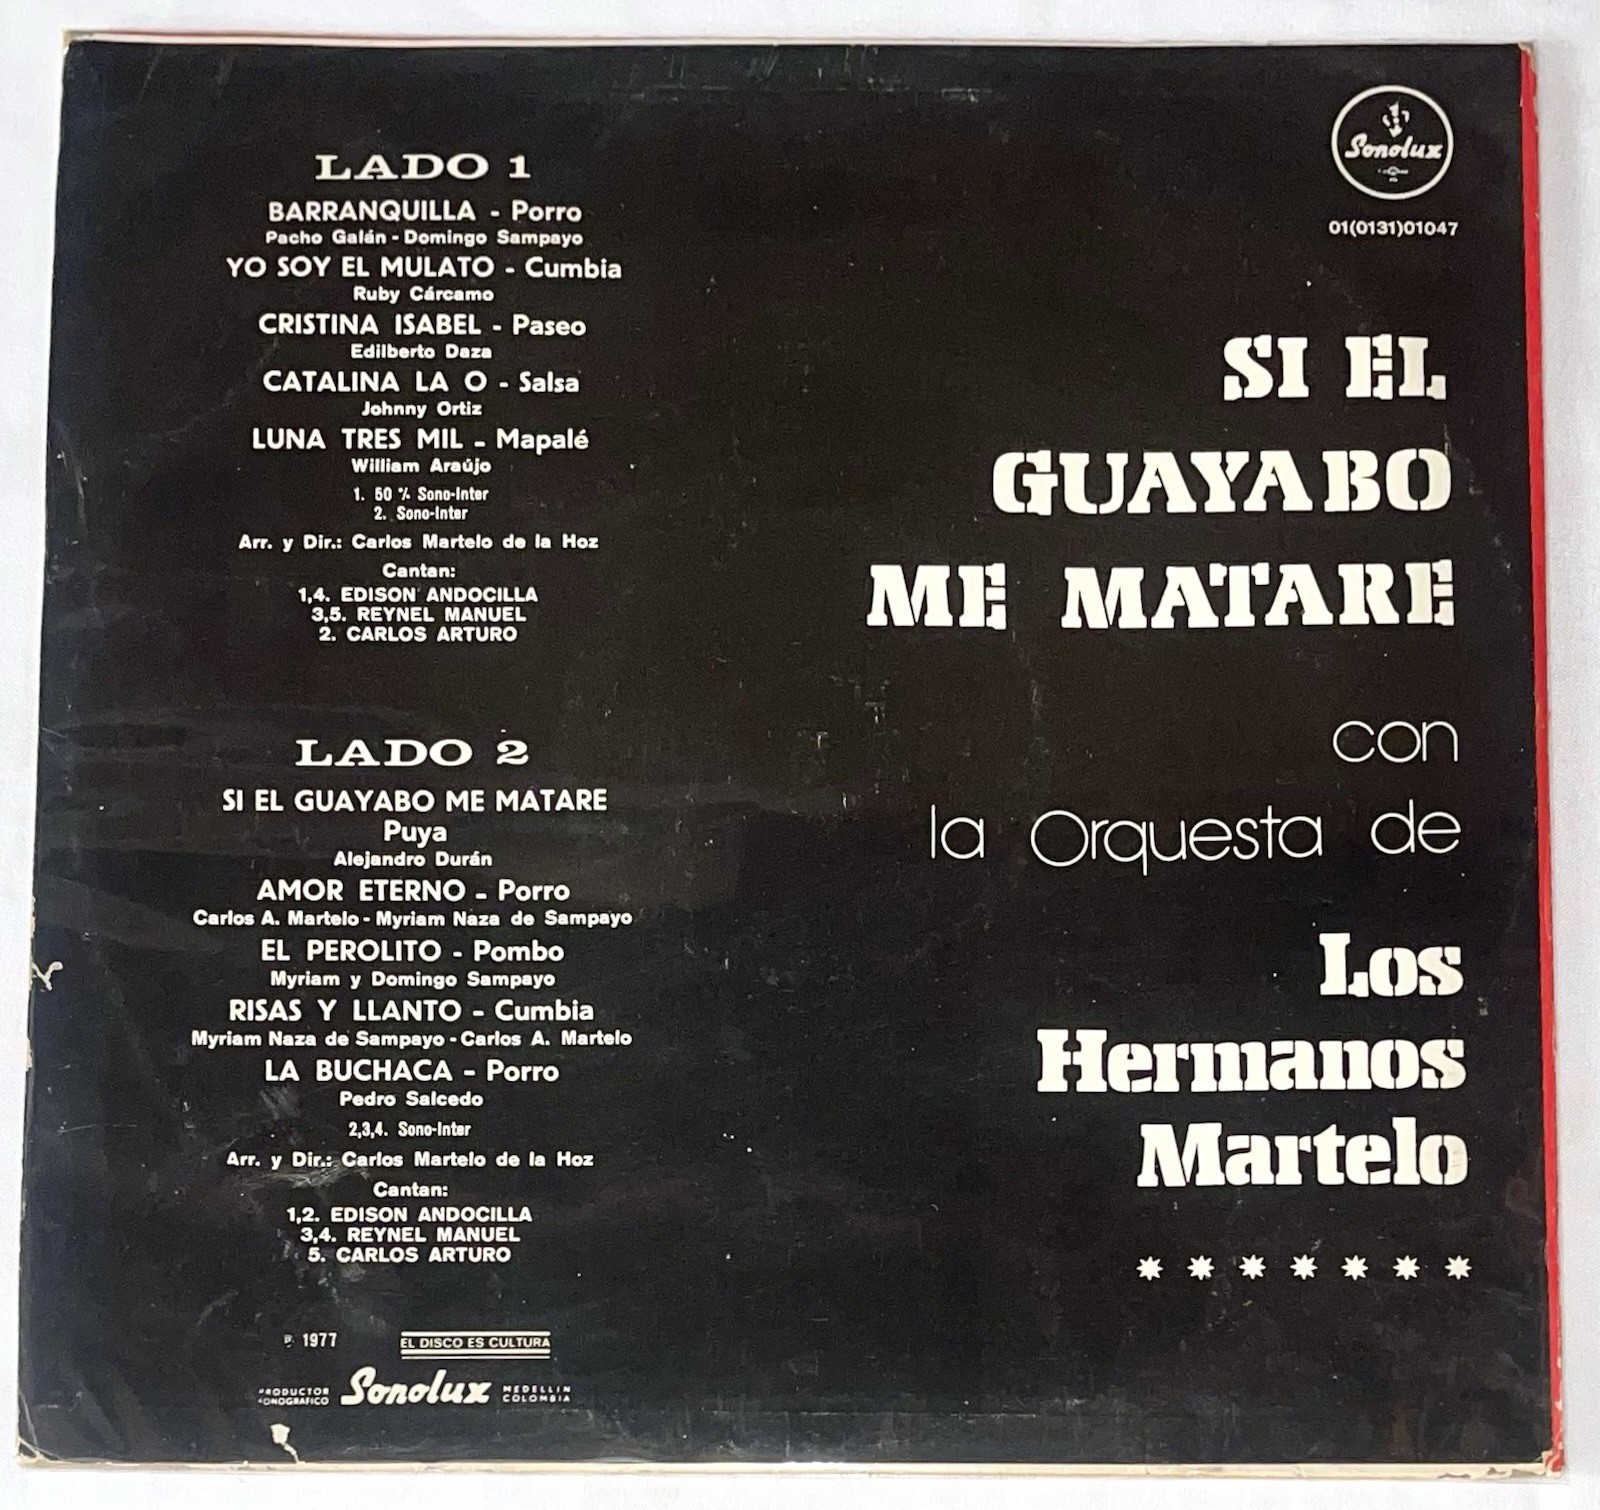 LADO 1
BARRANQUILLA - Porro
Pacho Galán - Domingo Sampayo
YO SOY EL MULATO - Cumbia
Ruby Cárcamo
CRISTINA ISABEL - Paseo
Edilberto Daza
CATALINA LA O - Salsa
Johnny Ortiz
LUNA TRES MIL - Mapalé
William Araújo
1. 50 % Sono-Inter
2. Sono-Inter
Arr. y Dir.: Carlos Martelo de la Hoz
Cantan:
1,4. EDISON ANDOCILLA
3,5. REYNEL MANUEL
2. CARLOS ARTURO
LADO 2
SI EL GUAYABO ME MATARE
Puya
Alejandro Durán
AMOR ETERNO - Porro
Carlos A. Martelo - Myriam Naza de Sampayo
EL PEROLITO - Pombo
Myriam y Domingo Sampayo
RISAS Y LLANTO - Cumbia
Myriam Naza de Sampayo - Carlos A. Martelo
LA BUCHACA - Porro
Pedro Salcedo
2,3,4. Sono-Inter
Arr. y Dir.: Carlos Martelo de la Hoz
Cantan:
1,2. EDISON ANDOCILLA
3,4. REYNEL MANUEL
5. CARLOS ARTURO
℗ 1977
EL DISCO ES CULTURA
PRODUCTOR
FONOGRAFICO
Sonolux
MEDELLIN
COLOMBIA
Sonolux
01(0131)01047
SI EL
GUAYABO
ME MATARE
con
la Orquesta de
Los
Hermanos
Martelo